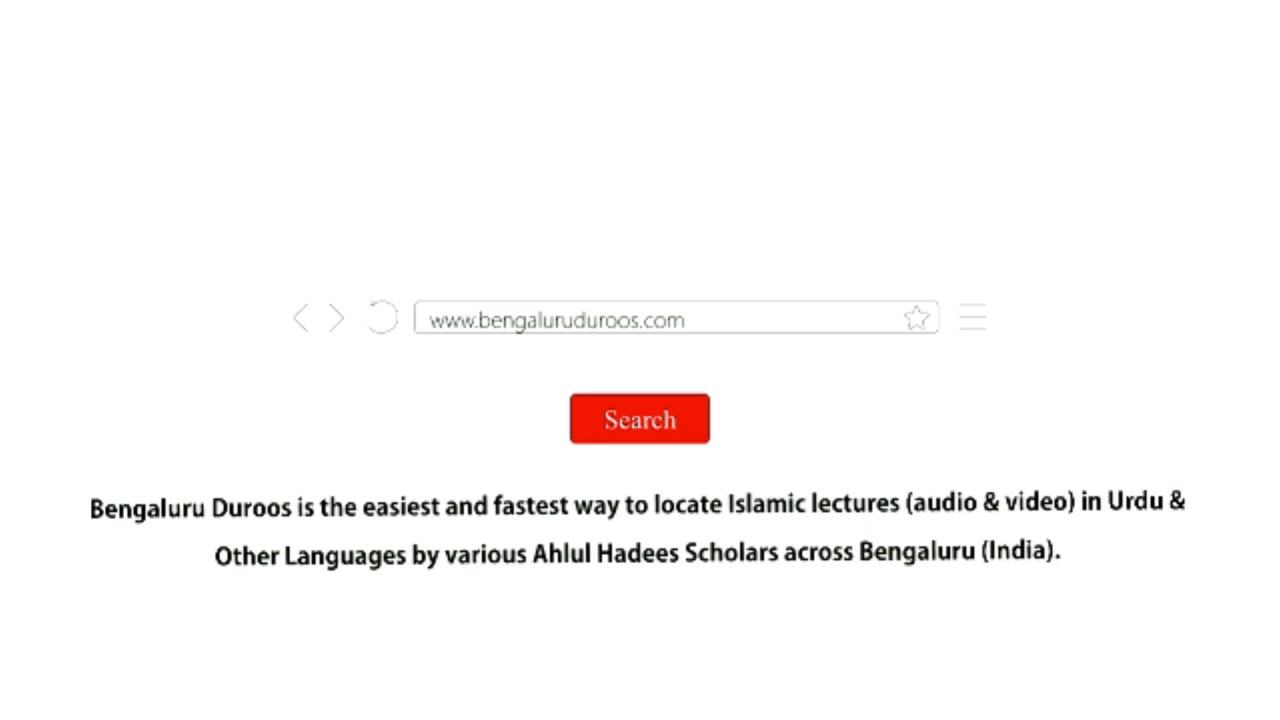 www.bengaluruduroos.com
Search
Bengaluru Duroos is the easiest and fastest way to locate Islamic lectures (audio & video) in Urdu &
Other Languages by various Ahlul Hadees Scholars across Bengaluru (India).